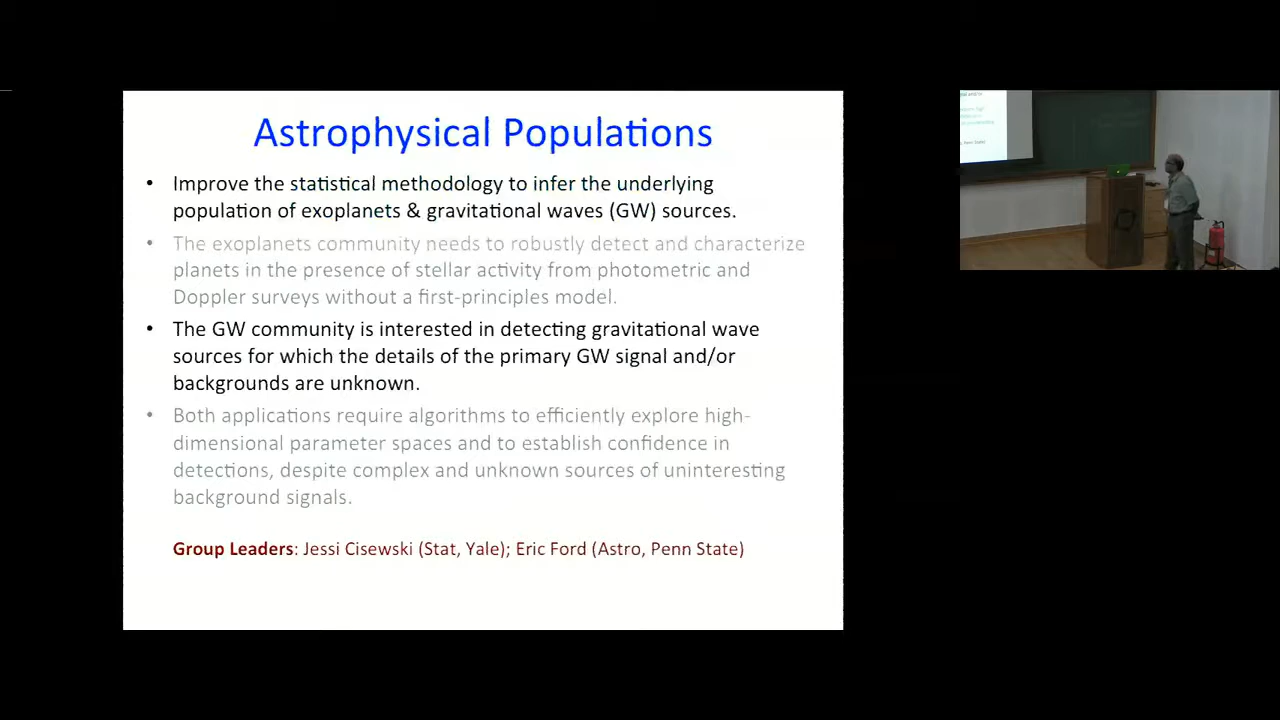 Astrophysical Populations
• Improve the statistical methodology to infer the underlying
population of exoplanets & gravitational waves (GW) sources.
• The exoplanets community needs to robustly detect and characterize
planets in the presence of stellar activity from photometric and
Doppler surveys without a first-principles model.
• The GW community is interested in detecting gravitational wave
sources for which the details of the primary GW signal and/or
backgrounds are unknown.
• Both applications require algorithms to efficiently explore high-
dimensional parameter spaces and to establish confidence in
detections, despite complex and unknown sources of uninteresting
background signals.
Group Leaders: Jessi Cisewski (Stat, Yale); Eric Ford (Astro, Penn State)